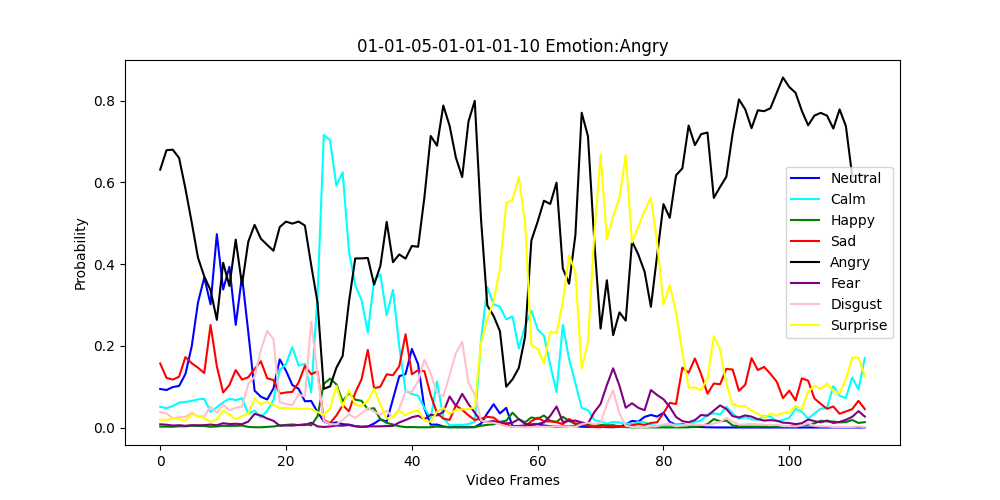 01-01-05-01-01-01-10 Emotion:Angry
Probability
0.8
0.6
0.4
0.2
0.0
Neutral
Calm
Happy
Sad
Angry
Fear
Disgust
Surprise
0 20 40 60 80 100
Video Frames